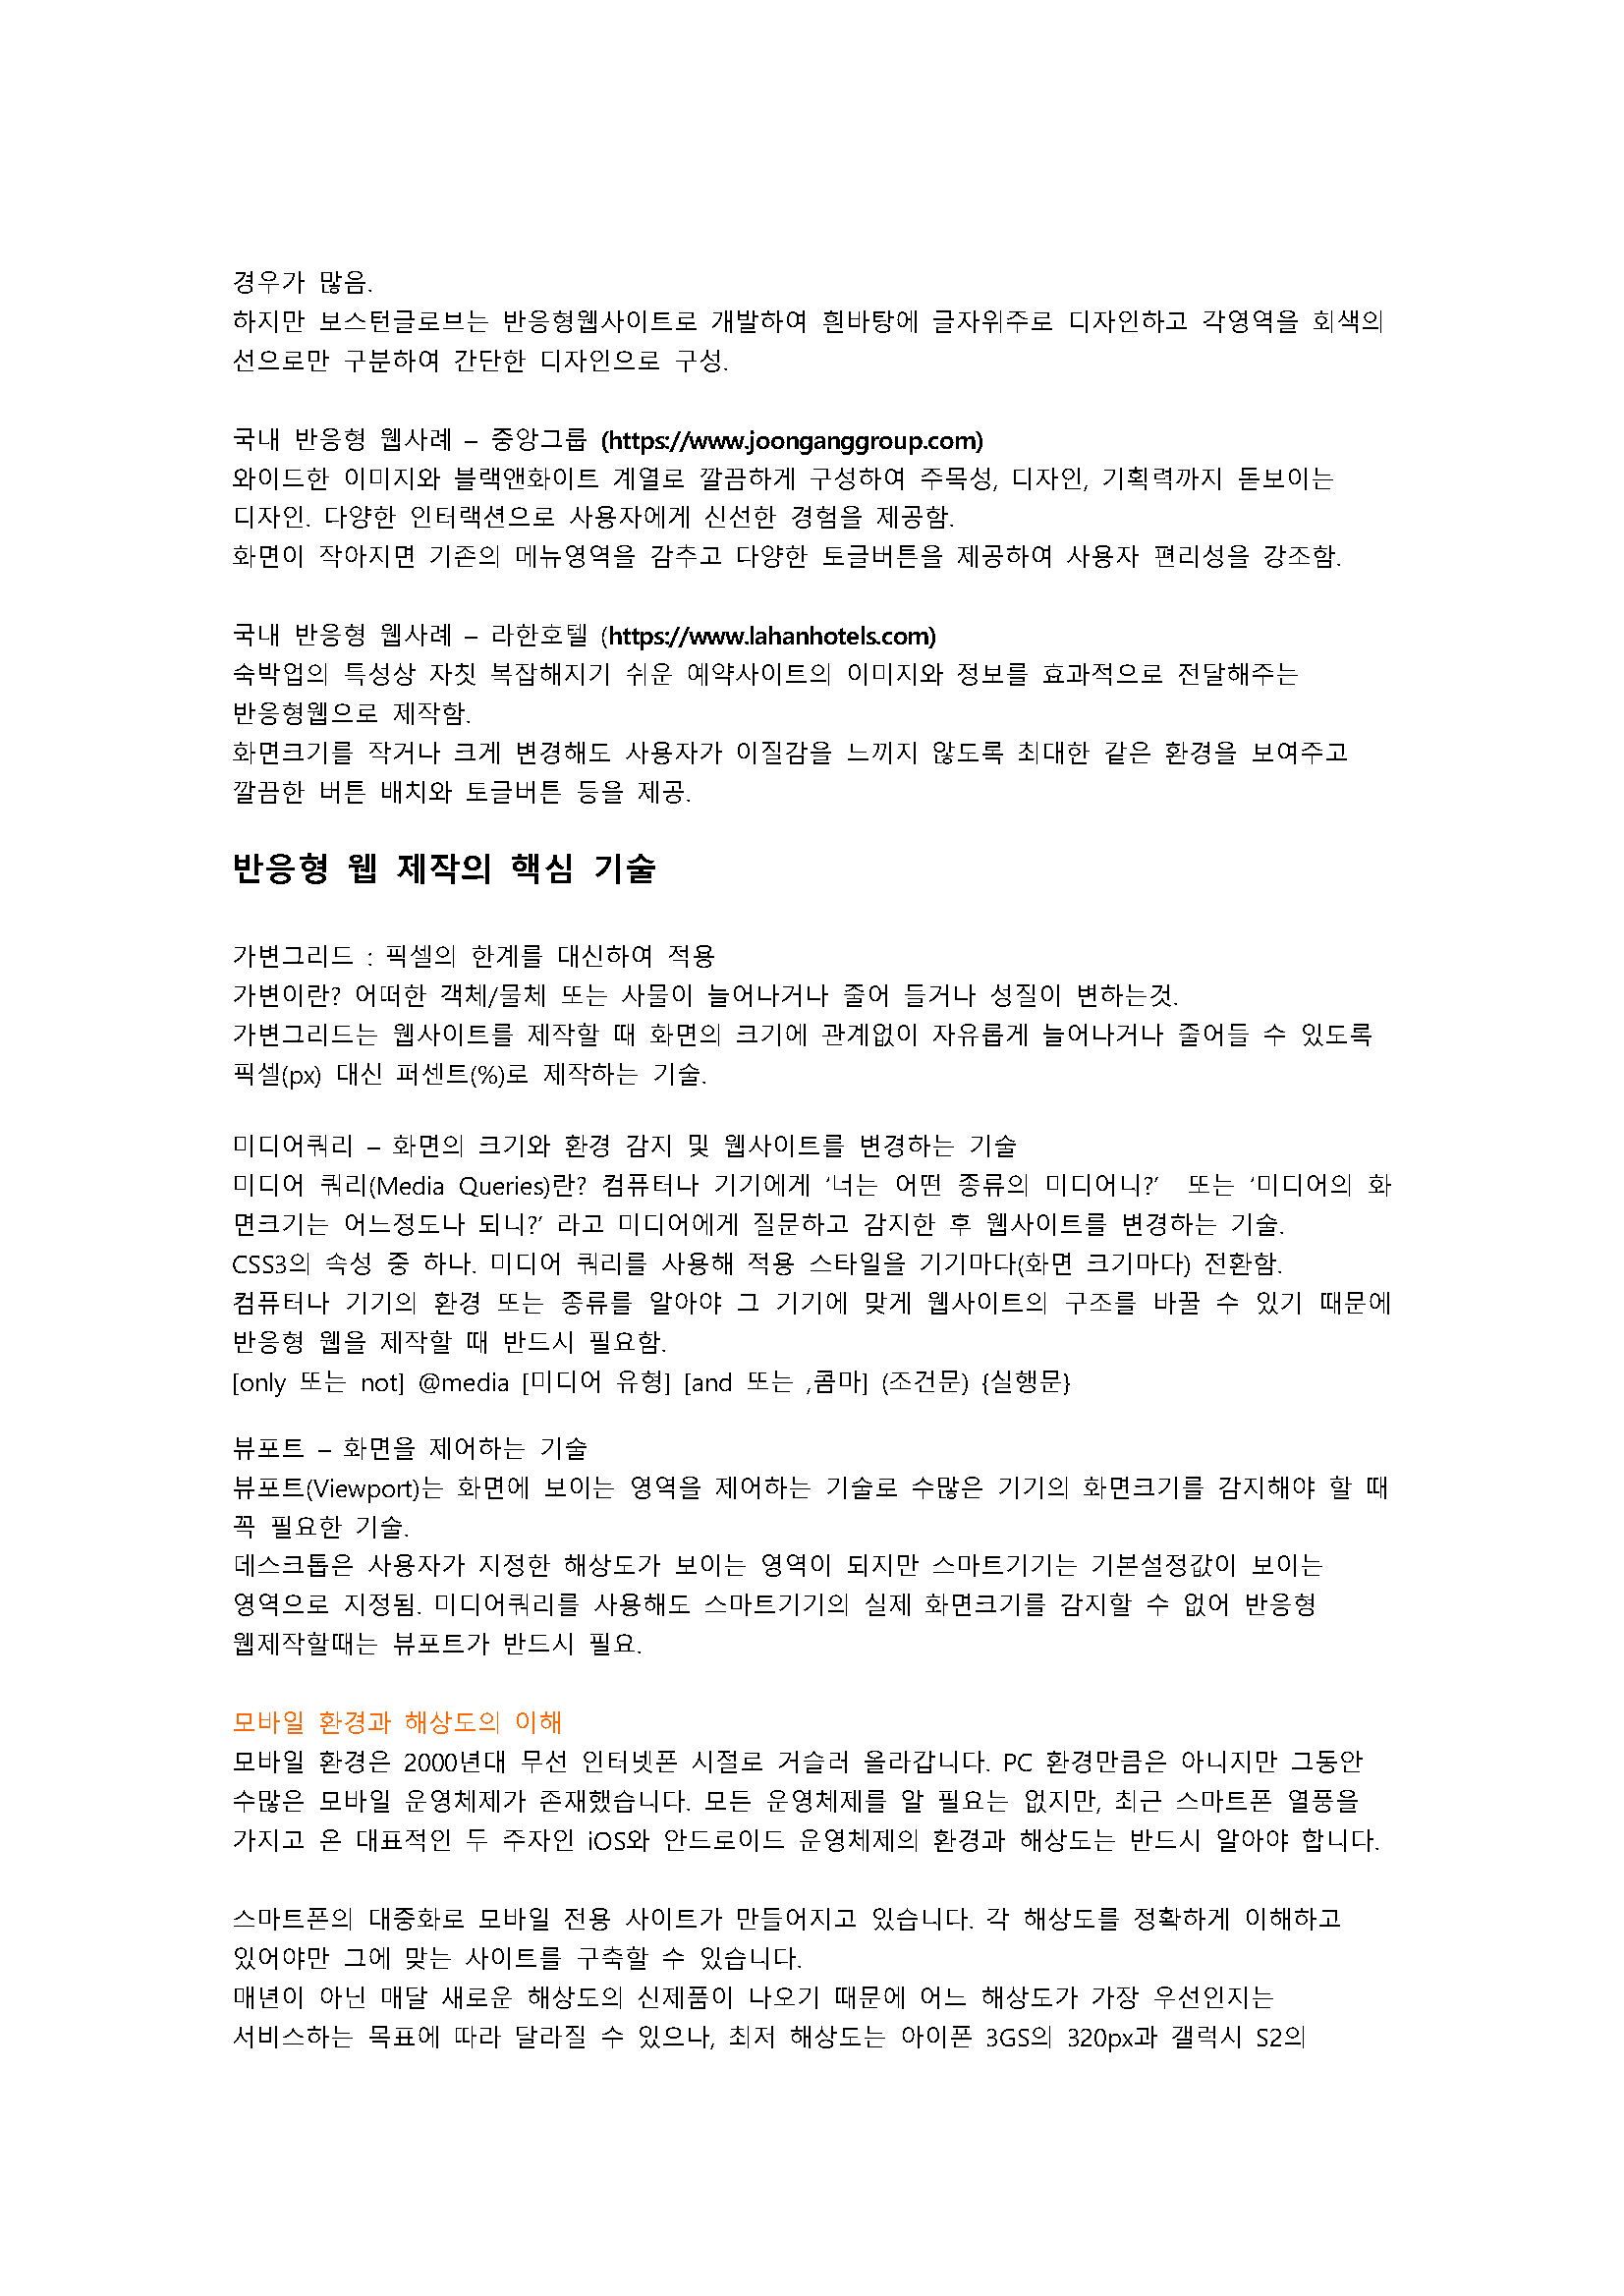 경우가 많음.
하지만 보스턴글로브는 반응형웹사이트로 개발하여 흰바탕에 글자위주로 디자인하고 각영역을 회색의
선으로만 구분하여 간단한 디자인으로 구성.
국내 반응형 웹사례 – 중앙그룹 (https://www.joongangroup.com)
와이드한 이미지와 블랙앤화이트 계열로 깔끔하게 구성하여 주목성, 디자인, 기획력까지 돋보이는
디자인. 다양한 인터랙션으로 사용자에게 신선한 경험을 제공함.
화면이 작아지면 기존의 메뉴영역을 감추고 다양한 토글버튼을 제공하여 사용자 편리성을 강조함.
국내 반응형 웹사례 – 라한호텔 (https://www.lahanhotels.com)
숙박업의 특성상 자칫 복잡해지기 쉬운 예약사이트의 이미지와 정보를 효과적으로 전달해주는
반응형웹으로 제작함.
화면크기를 작거나 크게 변경해도 사용자가 이질감을 느끼지 않도록 최대한 같은 환경을 보여주고
깔끔한 버튼 배치와 토글버튼 등을 제공.
반응형 웹 제작의 핵심 기술
가변그리드 : 픽셀의 한계를 대신하여 적용
가변이란? 어떠한 객체/물체 또는 사물이 늘어나거나 줄어 들거나 성질이 변하는것.
가변그리드는 웹사이트를 제작할 때 화면의 크기에 관계없이 자유롭게 늘어나거나 줄어들 수 있도록
픽셀(px) 대신 퍼센트(%)로 제작하는 기술.
미디어쿼리 – 화면의 크기와 환경 감지 및 웹사이트를 변경하는 기술
미디어 쿼리(Media Queries)란? 컴퓨터나 기기에게 ‘너는 어떤 종류의 미디어니?’ 또는 ‘미디어의 화
면크기는 어느정도나 되니?’ 라고 미디어에게 질문하고 감지한 후 웹사이트를 변경하는 기술.
CSS3의 속성 중 하나. 미디어 쿼리를 사용해 적용 스타일을 기기마다(화면 크기마다) 전환함.
컴퓨터나 기기의 환경 또는 종류를 알아야 그 기기에 맞게 웹사이트의 구조를 바꿀 수 있기 때문에
반응형 웹을 제작할 때 반드시 필요함.
[only 또는 not] @media [미디어 유형] [and 또는 ,콤마] (조건문) {실행문}
뷰포트 – 화면을 제어하는 기술
뷰포트(Viewport)는 화면에 보이는 영역을 제어하는 기술로 수많은 기기의 화면크기를 감지해야 할 때
꼭 필요한 기술.
데스크톱은 사용자가 지정한 해상도가 보이는 영역이 되지만 스마트기기는 기본설정값이 보이는
영역으로 지정됨. 미디어쿼리를 사용해도 스마트기기의 실제 화면크기를 감지할 수 없어 반응형
웹제작할때는 뷰포트가 반드시 필요.
모바일 환경과 해상도의 이해
모바일 환경은 2000년대 무선 인터넷폰 시절로 거슬러 올라갑니다. PC 환경만큼은 아니지만 그동안
수많은 모바일 운영체제가 존재했습니다. 모든 운영체제를 알 필요는 없지만, 최근 스마트폰 열풍을
가지고 온 대표적인 두 주자인 iOS와 안드로이드 운영체제의 환경과 해상도는 반드시 알아야 합니다.
스마트폰의 대중화로 모바일 전용 사이트가 만들어지고 있습니다. 각 해상도를 정확하게 이해하고
있어야만 그에 맞는 사이트를 구축할 수 있습니다.
매년이 아닌 매달 새로운 해상도의 신제품이 나오기 때문에 어느 해상도가 가장 우선인지는
서비스하는 목표에 따라 달라질 수 있으나, 최저 해상도는 아이폰 3GS의 320px과 갤럭시 S2의